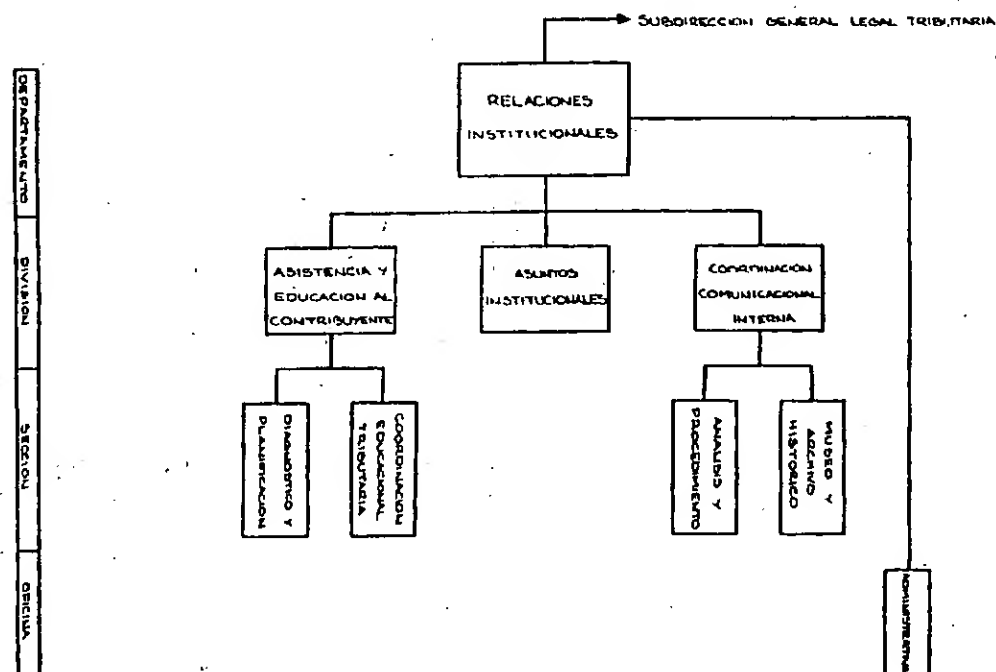 SUBDIRECCION GENERAL LEGAL TRIBUTARIA
RELACIONES
INSTITUCIONALES
DEPARTAMENTO
DIVISION
SECCION
OFICINA
ASISTENCIA Y
EDUCACION AL
CONTRIBUYENTE
ASUNTOS
INSTITUCIONALES
COORDINACION
COMUNICACIONAL
INTERNA
DIAGNOSTICO Y
PLANIFICACION
COORDINACION
EDUCACIONAL
TRIBUTARIA
ANALISIS Y
PROCEDIMIENTO
MUSEO Y
ARCHIVO
HISTORICO
ADMINISTRATIVA